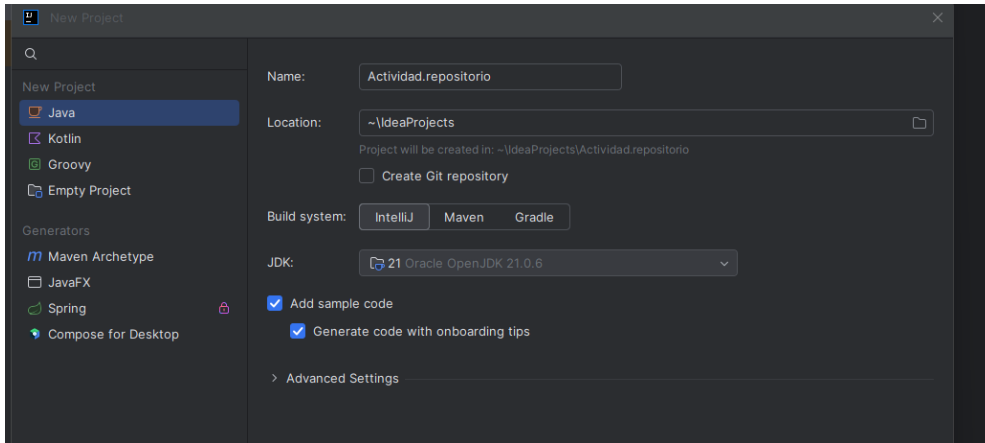 New Project
New Project
Java
Kotlin
Groovy
Empty Project
Generators
Maven Archetype
JavaFX
Spring
Compose for Desktop
Name: Actividad.repositorio
Location: ~\IdeaProjects
Project will be created in: ~\IdeaProjects\Actividad.repositorio
Create Git repository
Build system: IntelliJ Maven Gradle
JDK: 21 Oracle OpenJDK 21.0.6
Add sample code
Generate code with onboarding tips
Advanced Settings